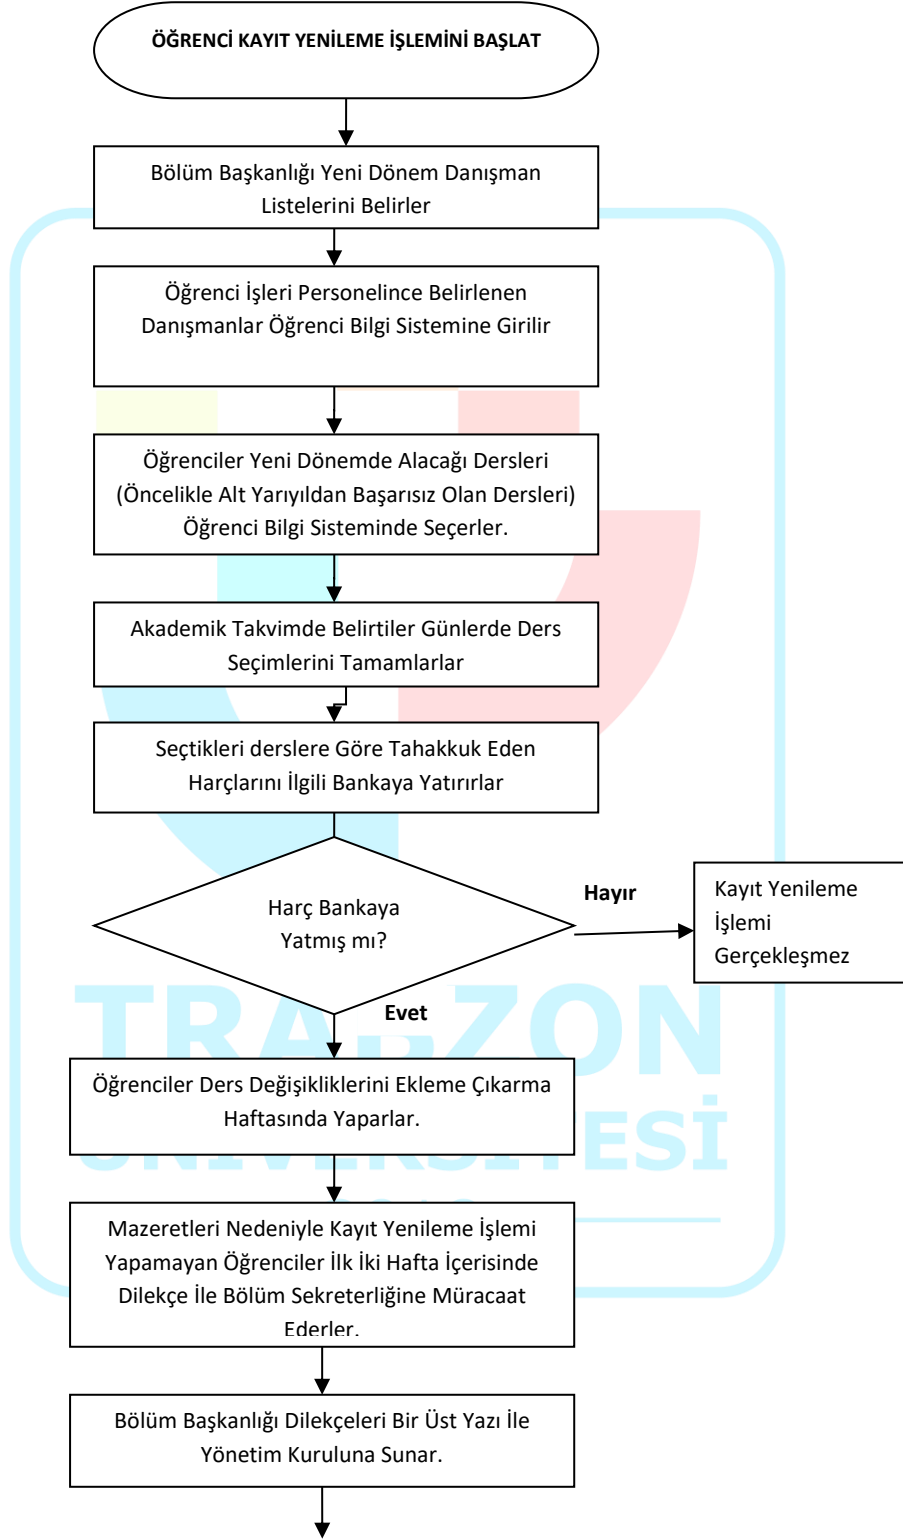 ÖĞRENCİ KAYIT YENİLEME İŞLEMİNİ BAŞLAT
Bölüm Başkanlığı Yeni Dönem Danışman
Listelerini Belirler
Öğrenci İşleri Personelince Belirlenen
Danışmanlar Öğrenci Bilgi Sistemine Girilir
Öğrenciler Yeni Dönemde Alacağı Dersleri
(Öncelikle Alt Yarıyıldan Başarısız Olan Dersleri)
Öğrenci Bilgi Sisteminde Seçerler.
Akademik Takvimde Belirtiler Günlerde Ders
Seçimlerini Tamamlarlar
Seçtikleri derslere Göre Tahakkuk Eden
Harçlarını İlgili Bankaya Yatırırlar
Harç Bankaya
Yatmış mı?
Hayır
Kayıt Yenileme
İşlemi
Gerçekleşmez
Evet
TRABZON
Öğrenciler Ders Değişikliklerini Ekleme Çıkarma
Haftasında Yaparlar.
ÜNİVERSİTESİ
Mazeretleri Nedeniyle Kayıt Yenileme İşlemi
Yapamayan Öğrenciler İlk İki Hafta İçerisinde
Dilekçe İle Bölüm Sekreterliğine Müracaat
Ederler.
Bölüm Başkanlığı Dilekçeleri Bir Üst Yazı İle
Yönetim Kuruluna Sunar.